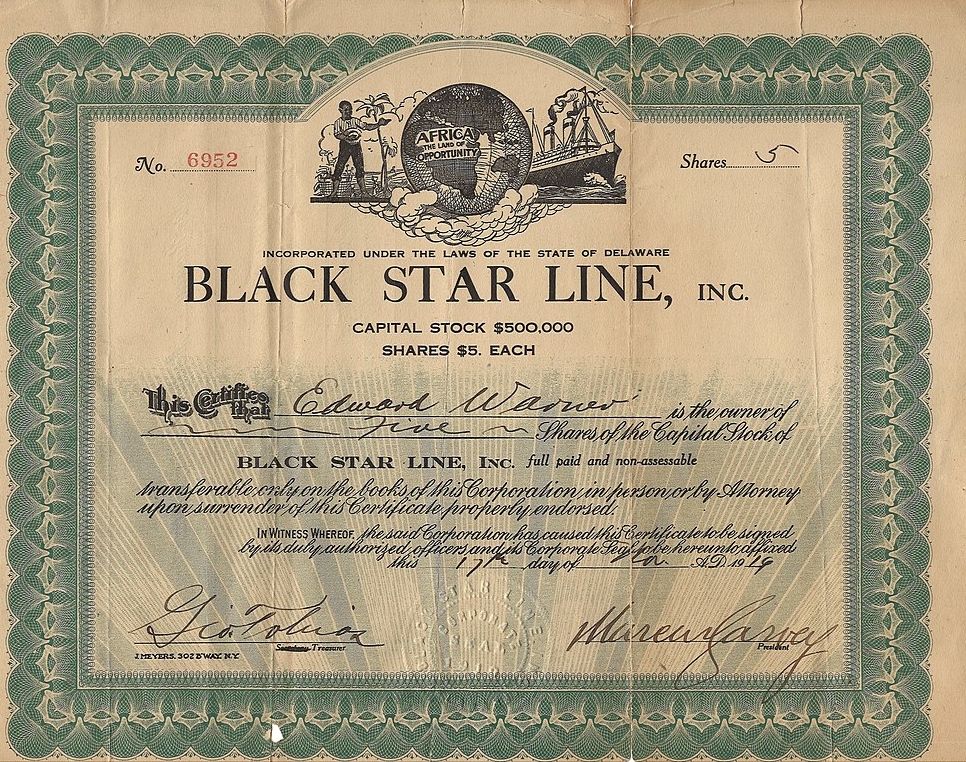 No. 6952
Shares 5
AFRICA
THE LAND OF
OPPORTUNITY
INCORPORATED UNDER THE LAWS OF THE STATE OF DELAWARE
BLACK STAR LINE, INC.
CAPITAL STOCK $500,000
SHARES $5. EACH
This Certifies that Edward Warner is the owner of
five Shares of the Capital Stock of
BLACK STAR LINE, INC. full paid and non-assessable
transferable only on the books of this Corporation in person or by Attorney
upon surrender of this Certificate properly endorsed.
IN WITNESS WHEREOF, the said Corporation has caused this Certificate to be signed
by its duly authorized officers and its Corporate Seal to be hereunto affixed
this 17th day of Nov. A.D. 1919
Geo. Tobias
Marcus Garvey
Secretary-Treasurer
President
J. MEYERS, 302 B'WAY, N.Y.
STAR LINE
CORPORATE